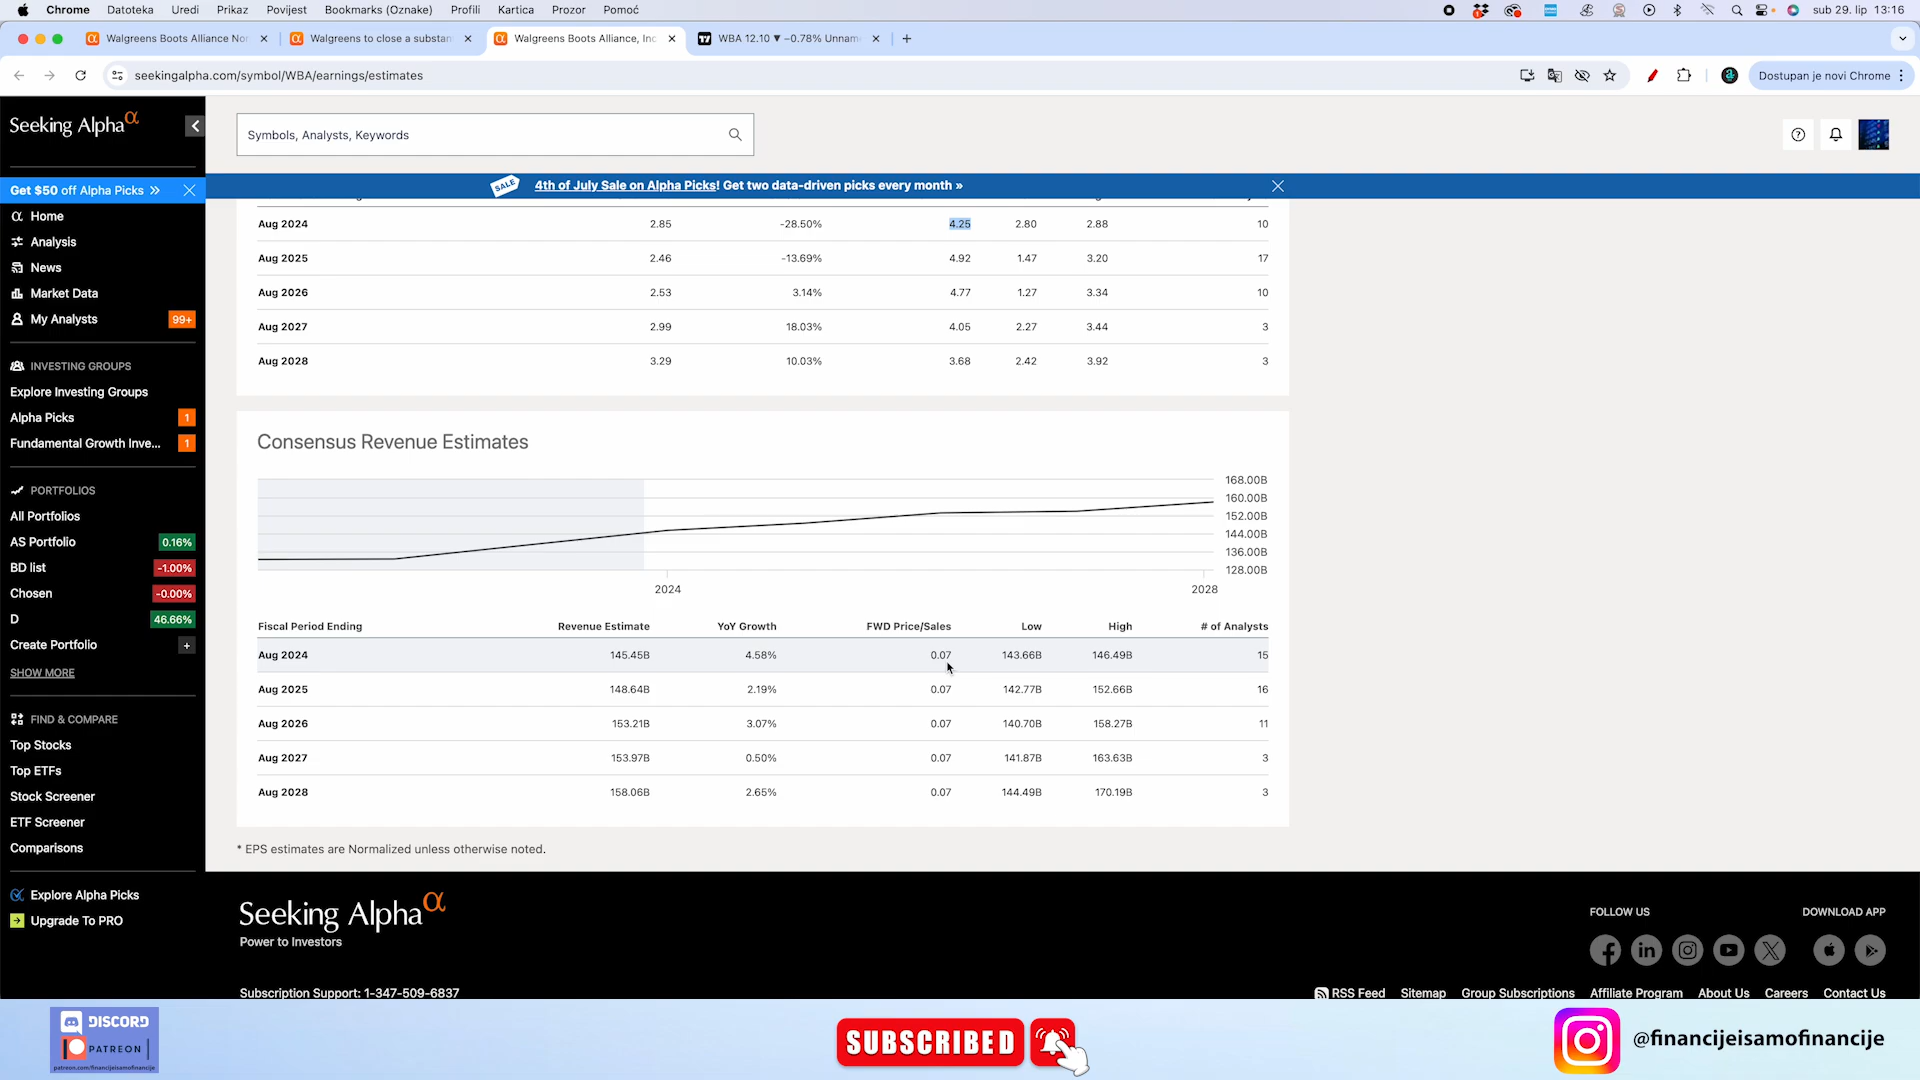 Chrome Datoteka Uredi Prikaz Povijest Bookmarks (Oznake) Profili Kartica Prozor Pomoć sub 29. lip 13:16
Walgreens Boots Alliance Nor Walgreens to close a substan Walgreens Boots Alliance, Inc WBA 12.10 ▼ −0.78% Unnam
seekingalpha.com/symbol/WBA/earnings/estimates Dostupan je novi Chrome
Seeking Alpha α
Symbols, Analysts, Keywords
Get $50 off Alpha Picks »
SALE 4th of July Sale on Alpha Picks! Get two data-driven picks every month »
Home
Analysis
News
Market Data
My Analysts 99+
INVESTING GROUPS
Explore Investing Groups
Alpha Picks 1
Fundamental Growth Inve... 1
PORTFOLIOS
All Portfolios
AS Portfolio 0.16%
BD list -1.00%
Chosen -0.00%
D 46.66%
Create Portfolio +
SHOW MORE
FIND & COMPARE
Top Stocks
Top ETFs
Stock Screener
ETF Screener
Comparisons
Explore Alpha Picks
Upgrade To PRO
Aug 2024 2.85 -28.50% 4.25 2.80 2.88 10
Aug 2025 2.46 -13.69% 4.92 1.47 3.20 17
Aug 2026 2.53 3.14% 4.77 1.27 3.34 10
Aug 2027 2.99 18.03% 4.05 2.27 3.44 3
Aug 2028 3.29 10.03% 3.68 2.42 3.92 3
Consensus Revenue Estimates
168.00B
160.00B
152.00B
144.00B
136.00B
128.00B
2024 2028
Fiscal Period Ending Revenue Estimate YoY Growth FWD Price/Sales Low High # of Analysts
Aug 2024 145.45B 4.58% 0.07 143.66B 146.49B 15
Aug 2025 148.64B 2.19% 0.07 142.77B 152.66B 16
Aug 2026 153.21B 3.07% 0.07 140.70B 158.27B 11
Aug 2027 153.97B 0.50% 0.07 141.87B 163.63B 3
Aug 2028 158.06B 2.65% 0.07 144.49B 170.19B 3
* EPS estimates are Normalized unless otherwise noted.
Seeking Alpha α
Power to Investors
FOLLOW US DOWNLOAD APP
Subscription Support: 1-347-509-6837
RSS Feed Sitemap Group Subscriptions Affiliate Program About Us Careers Contact Us
DISCORD
PATREON
patreon.com/financijeisamofinancije
SUBSCRIBED
@financijeisamofinancije